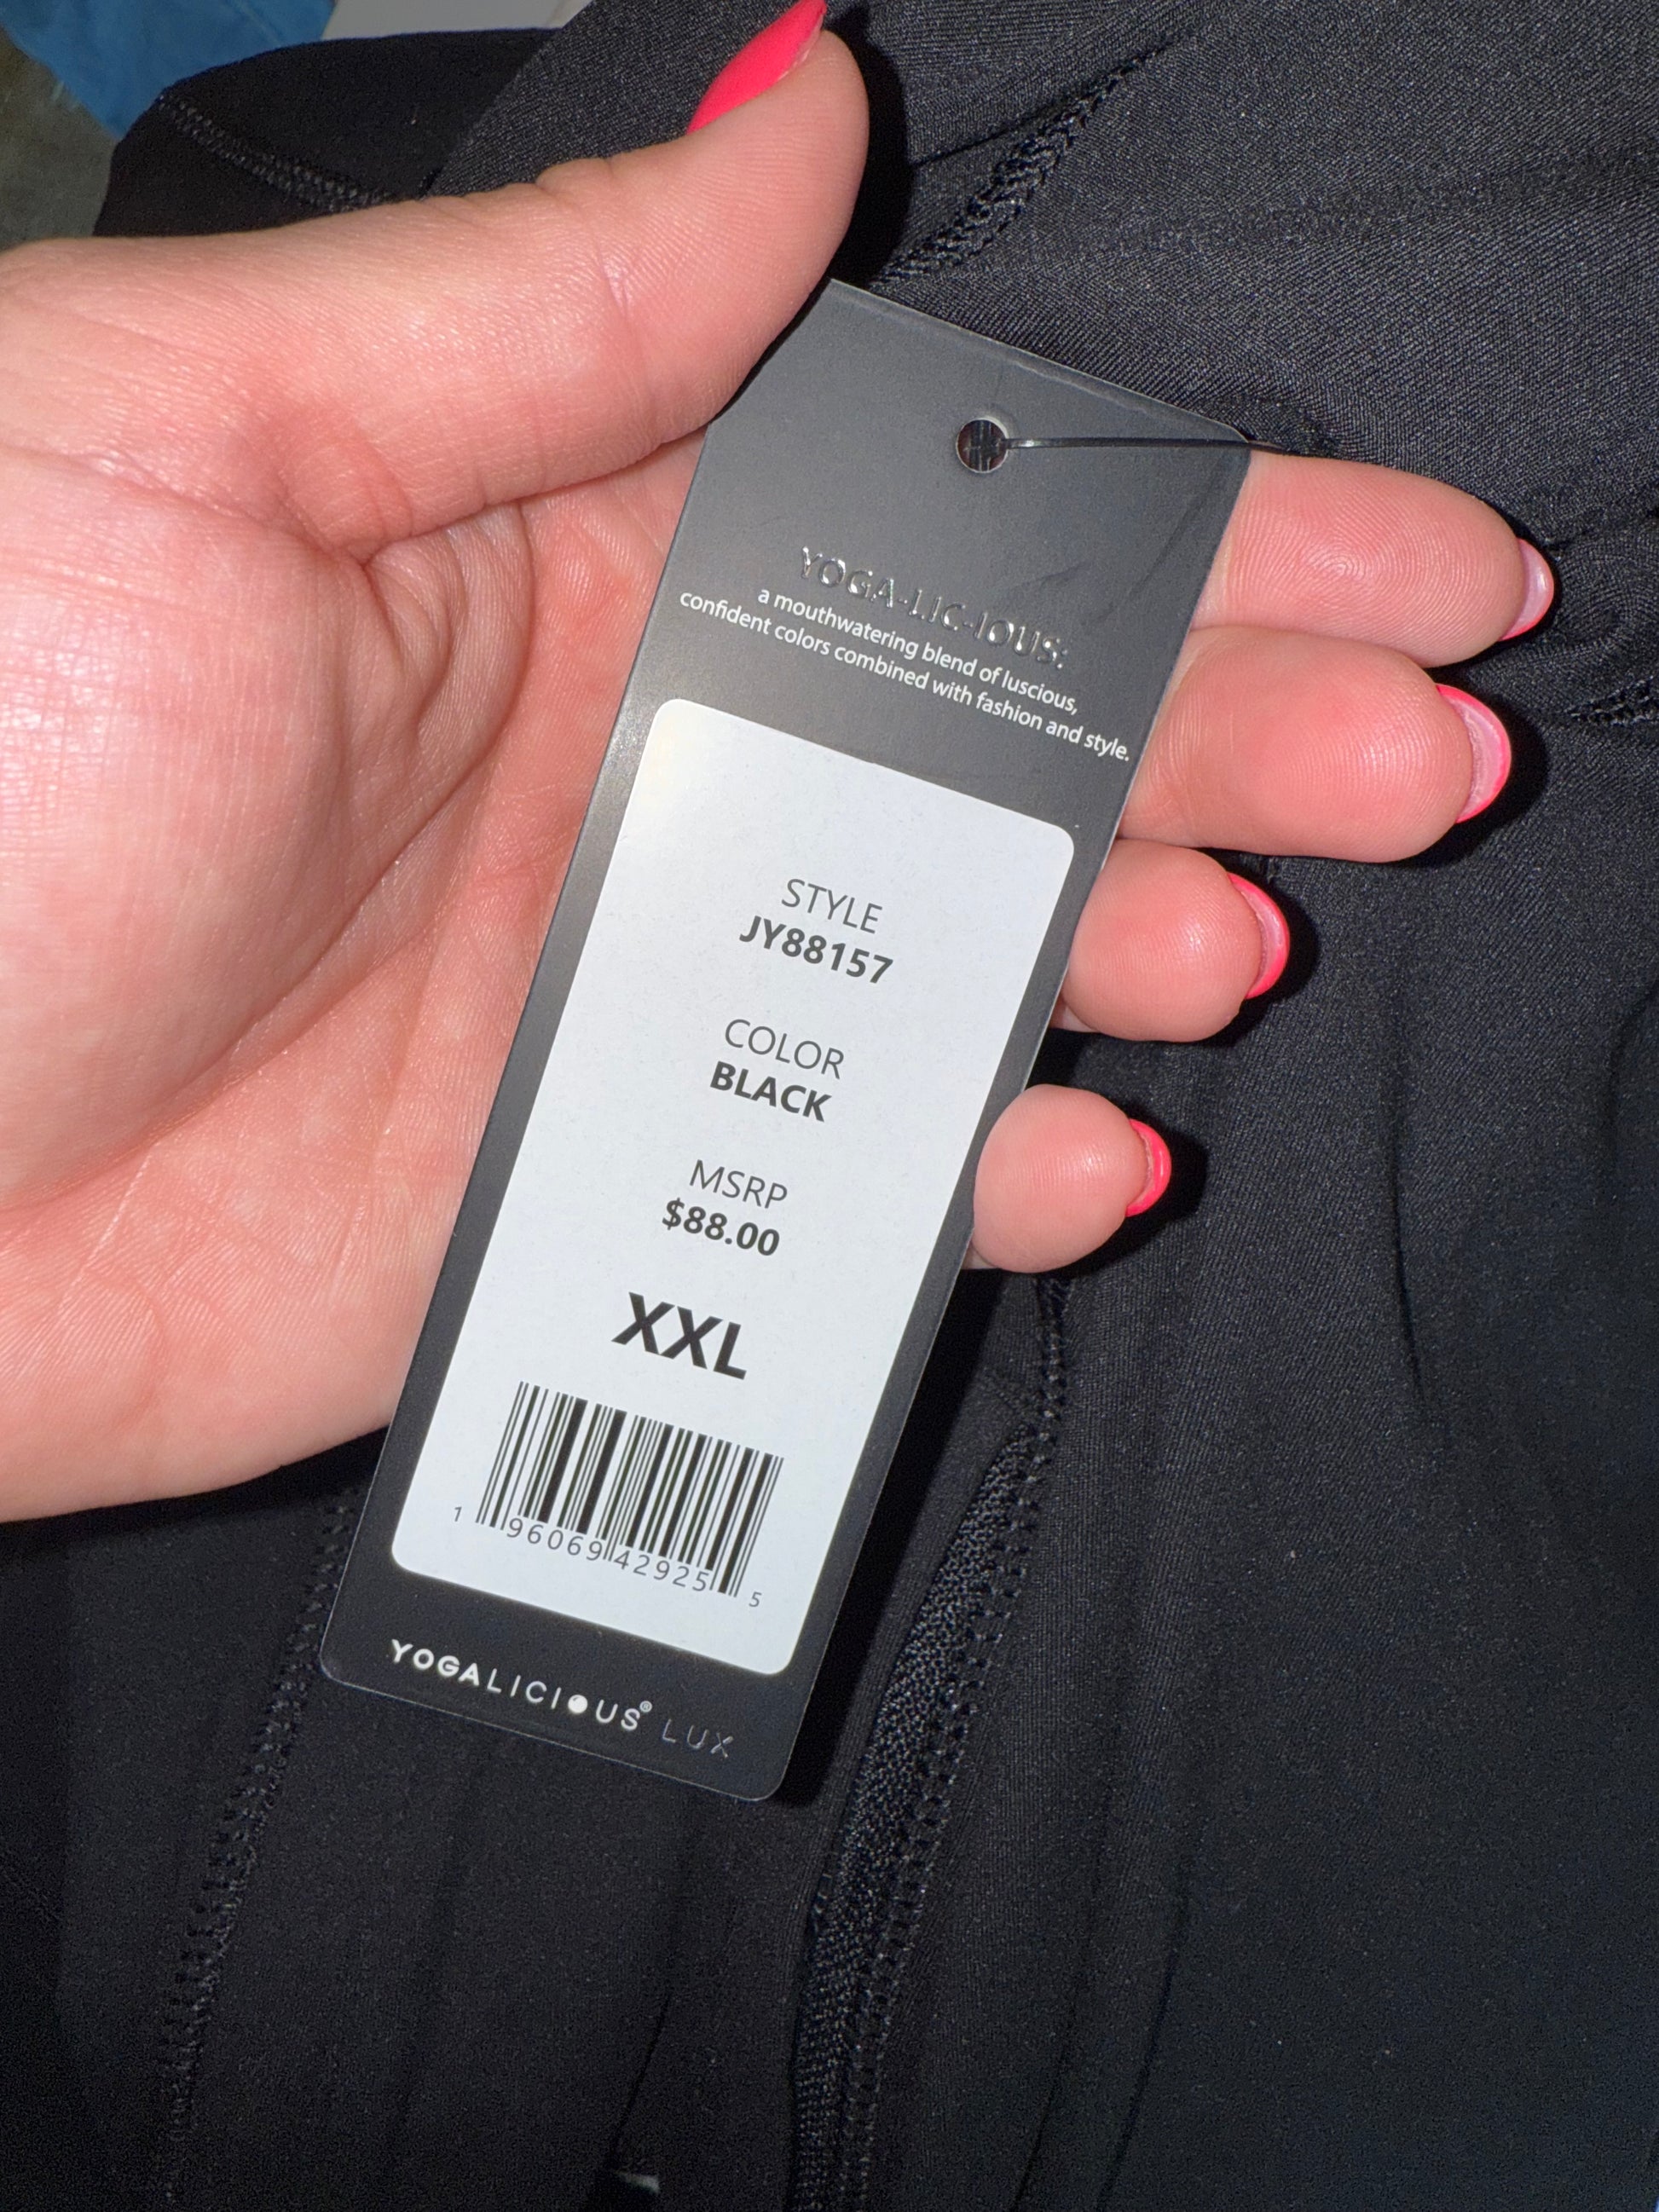 YOGA-LIC-IOUS:
a mouthwatering blend of luscious,
confident colors combined with fashion and style.
STYLE
JY88157
COLOR
BLACK
MSRP
$88.00
XXL
1 96069 42925 5
YOGALICIOUS® LUX